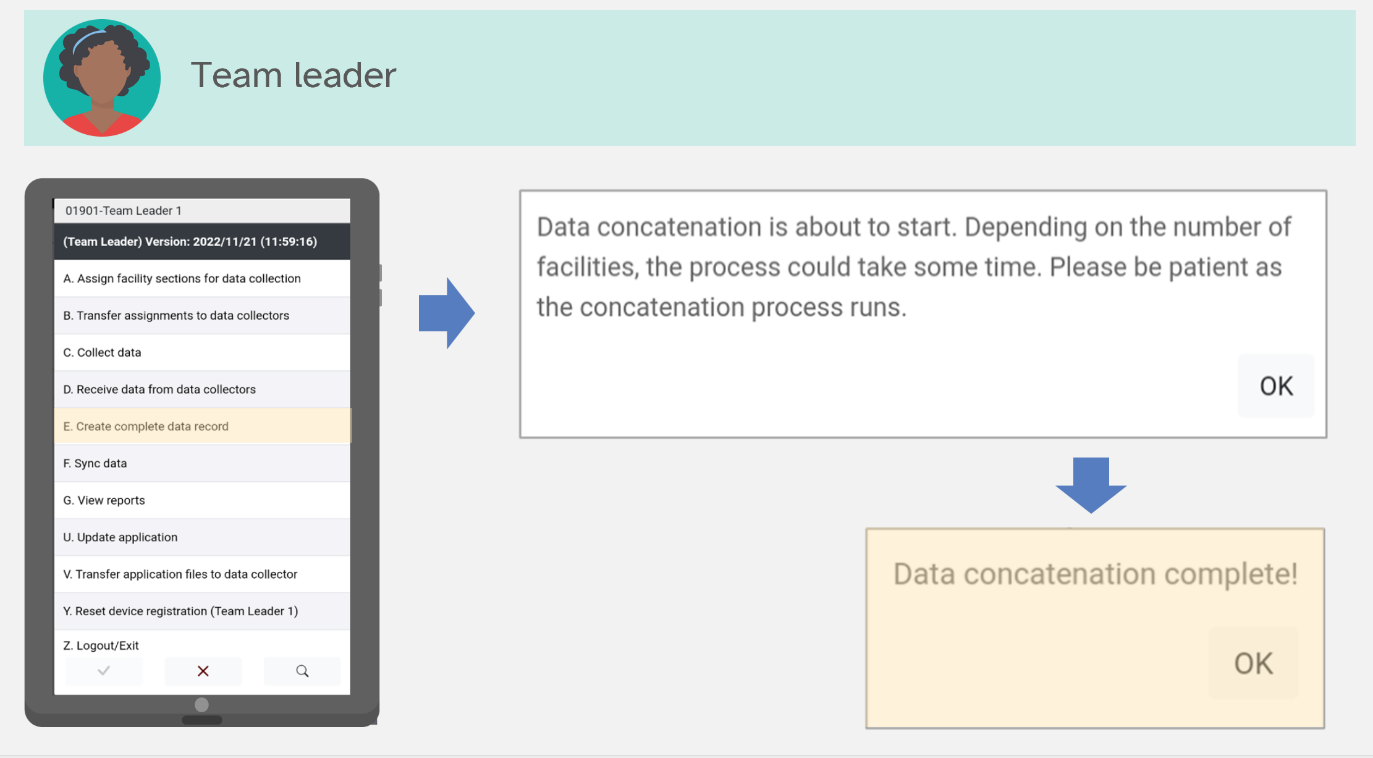 Team leader
01901-Team Leader 1
(Team Leader) Version: 2022/11/21 (11:59:16)
A. Assign facility sections for data collection
B. Transfer assignments to data collectors
C. Collect data
D. Receive data from data collectors
E. Create complete data record
F. Sync data
G. View reports
U. Update application
V. Transfer application files to data collector
Y. Reset device registration (Team Leader 1)
Z. Logout/Exit
Data concatenation is about to start. Depending on the number of
facilities, the process could take some time. Please be patient as
the concatenation process runs.
OK
Data concatenation complete!
OK